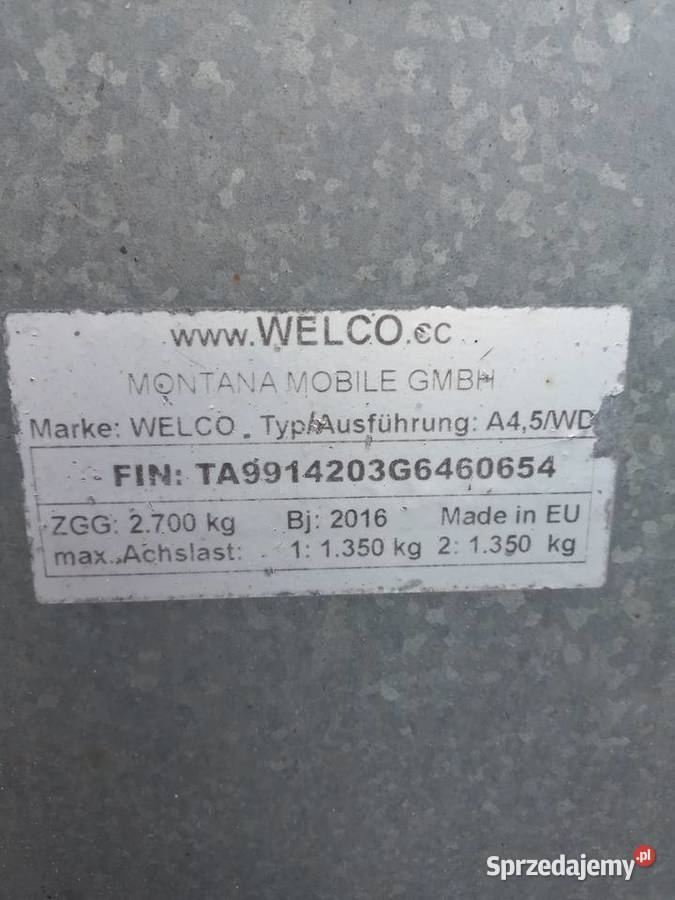 www.WELCO.cc
MONTANA MOBILE GMBH
Marke: WELCO. Typ/Ausführung: A4,5/WD
FIN: TA9914203G6460654
ZGG: 2.700 kg Bj: 2016 Made in EU
max. Achslast: 1: 1.350 kg 2: 1.350 kg
Sprzedajemy.pl